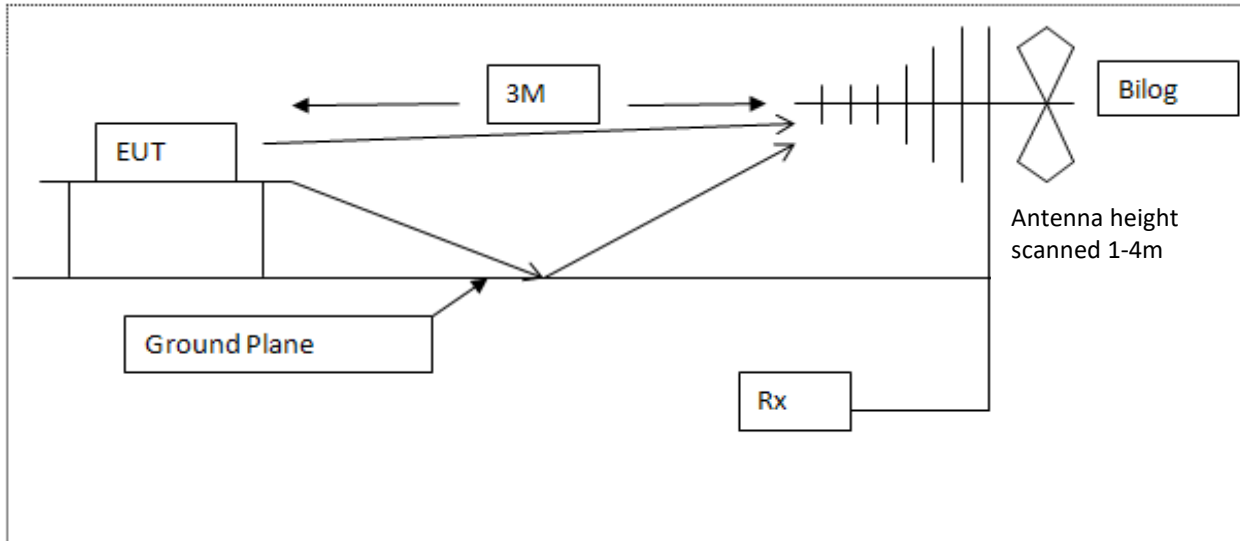 3M
Bilog
EUT
Antenna height
scanned 1-4m
Ground Plane
Rx